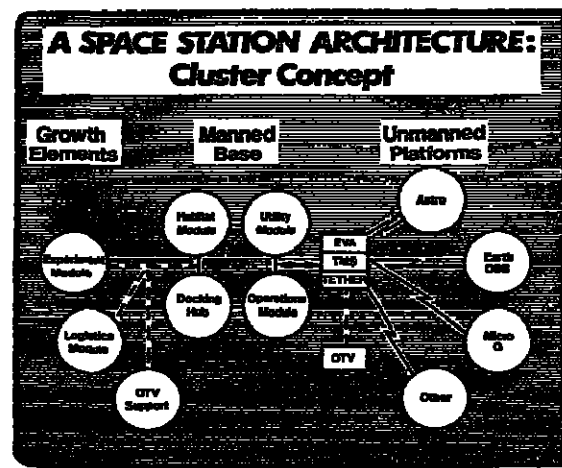 A SPACE STATION ARCHITECTURE:
Cluster Concept
Growth
Elements
Manned
Base
Unmanned
Platforms
Habitat
Module
Utility
Module
Astro
EVA
TMS
TETHER
Earth
OBS
Experiment
Module
Docking
Hub
Operations
Module
Logistics
Module
Micro
G
OTV
OTV
Support
Other